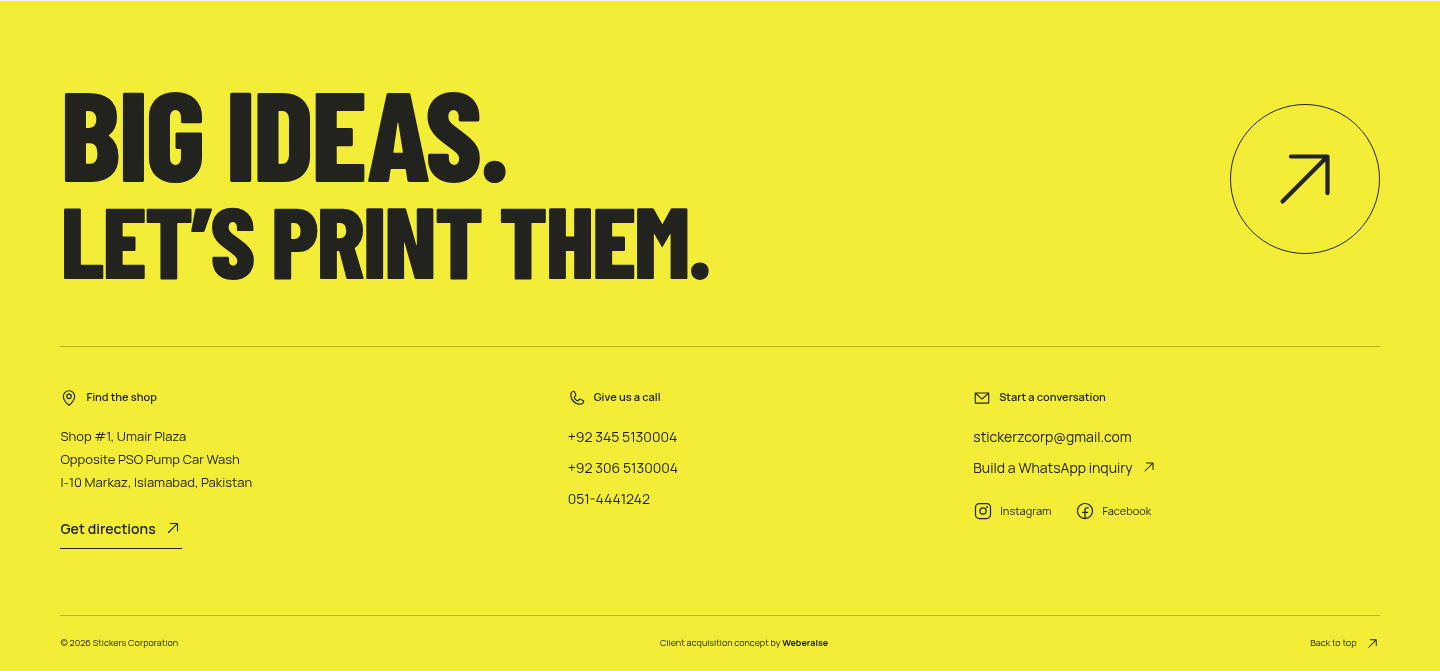 BIG IDEAS.
LET’S PRINT THEM.
Find the shop
Shop #1, Umair Plaza
Opposite PSO Pump Car Wash
I-10 Markaz, Islamabad, Pakistan
Get directions
Give us a call
+92 345 5130004
+92 306 5130004
051-4441242
Start a conversation
stickerzcorp@gmail.com
Build a WhatsApp inquiry
Instagram
Facebook
© 2026 Stickers Corporation
Client acquisition concept by Weberaise
Back to top